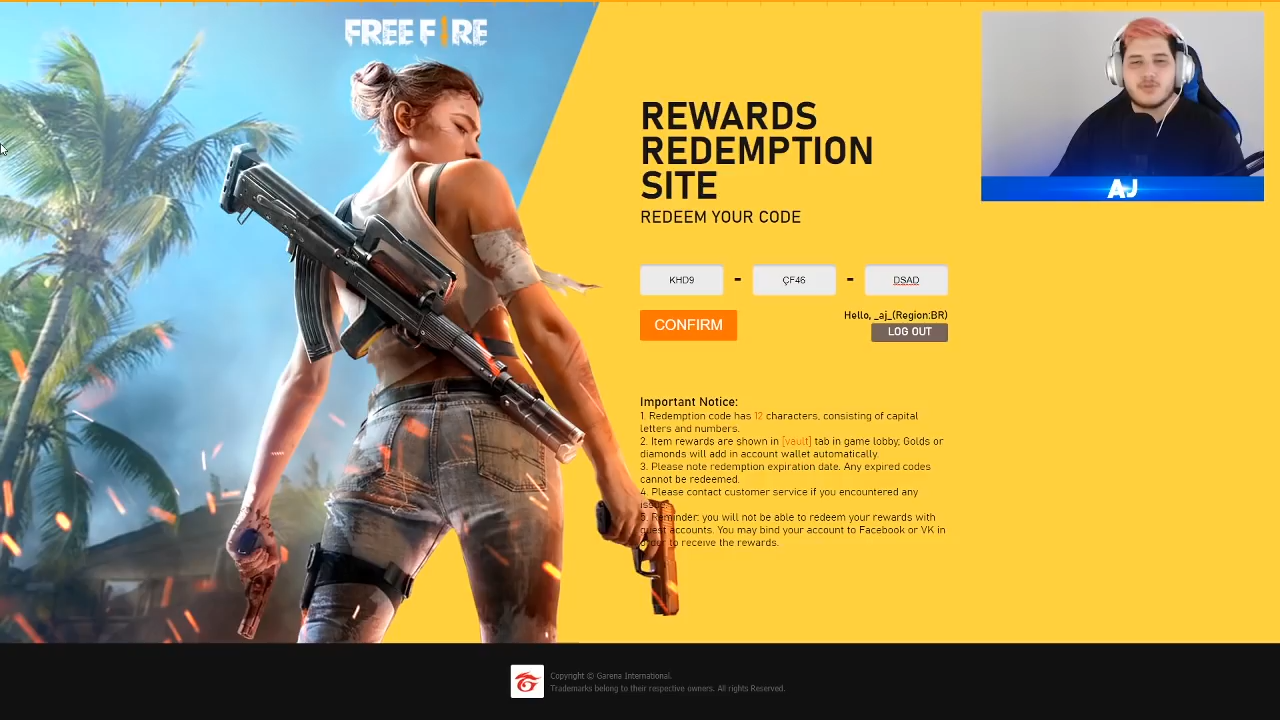 FREE FIRE
REWARDS
REDEMPTION
SITE
REDEEM YOUR CODE
KHD9 - ÇF46 - DSAD
CONFIRM
Hello, _aj_(Region:BR)
LOG OUT
Important Notice:
1. Redemption code has 12 characters, consisting of capital
letters and numbers.
2. Item rewards are shown in [vault] tab in game lobby; Golds or
diamonds will add in account wallet automatically.
3. Please note redemption expiration date. Any expired codes
cannot be redeemed.
4. Please contact customer service if you encountered any
issue.
5. Reminder: you will not be able to redeem your rewards with
guest accounts. You may bind your account to Facebook or VK in
order to receive the rewards.
AJ
Copyright © Garena International.
Trademarks belong to their respective owners. All rights Reserved.